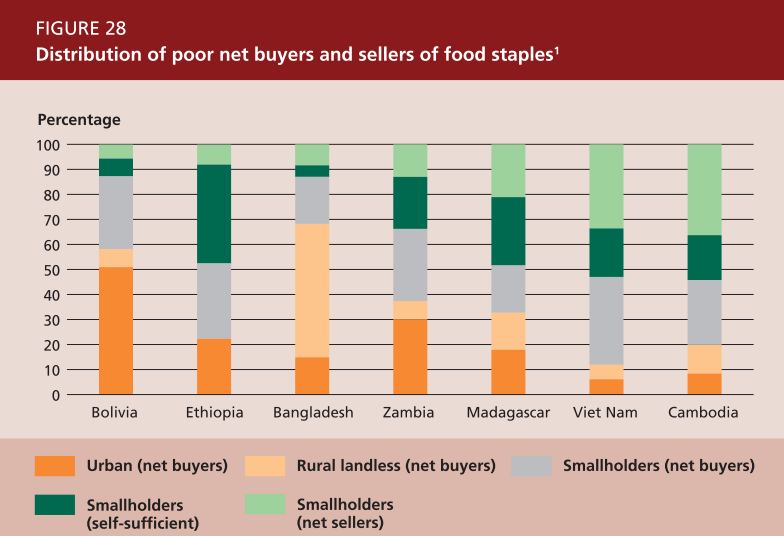 FIGURE 28
Distribution of poor net buyers and sellers of food staples¹
Percentage
100
90
80
70
60
50
40
30
20
10
0
Bolivia Ethiopia Bangladesh Zambia Madagascar Viet Nam Cambodia
Urban (net buyers) Rural landless (net buyers) Smallholders (net buyers)
Smallholders
(self-sufficient)
Smallholders
(net sellers)